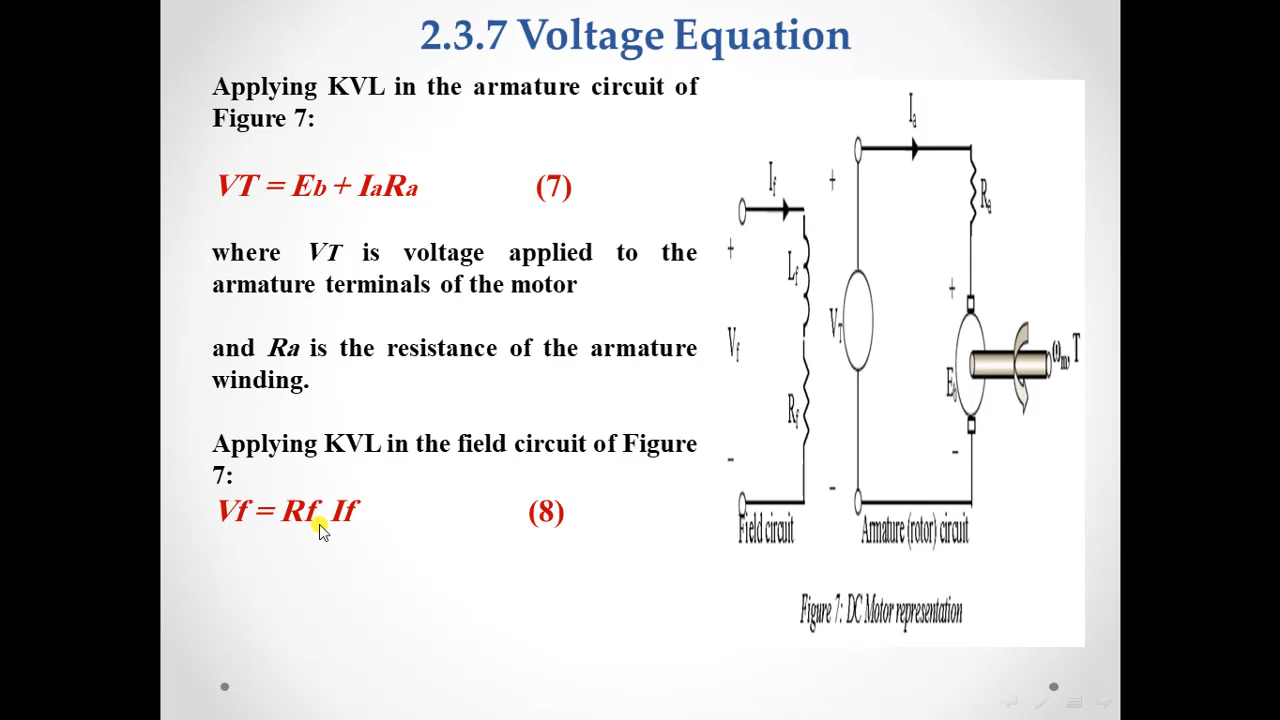 2.3.7 Voltage Equation
Applying KVL in the armature circuit of
Figure 7:
VT = Eb + IaRa (7)
where VT is voltage applied to the
armature terminals of the motor
and Ra is the resistance of the armature
winding.
Applying KVL in the field circuit of Figure
7:
Vf = Rf If (8)
Ia
If
+
+
Ra
+
Lf
+
VT
Vf
ωm, T
Eb
Rf
-
-
-
Field circuit
Armature (rotor) circuit
Figure 7: DC Motor representation